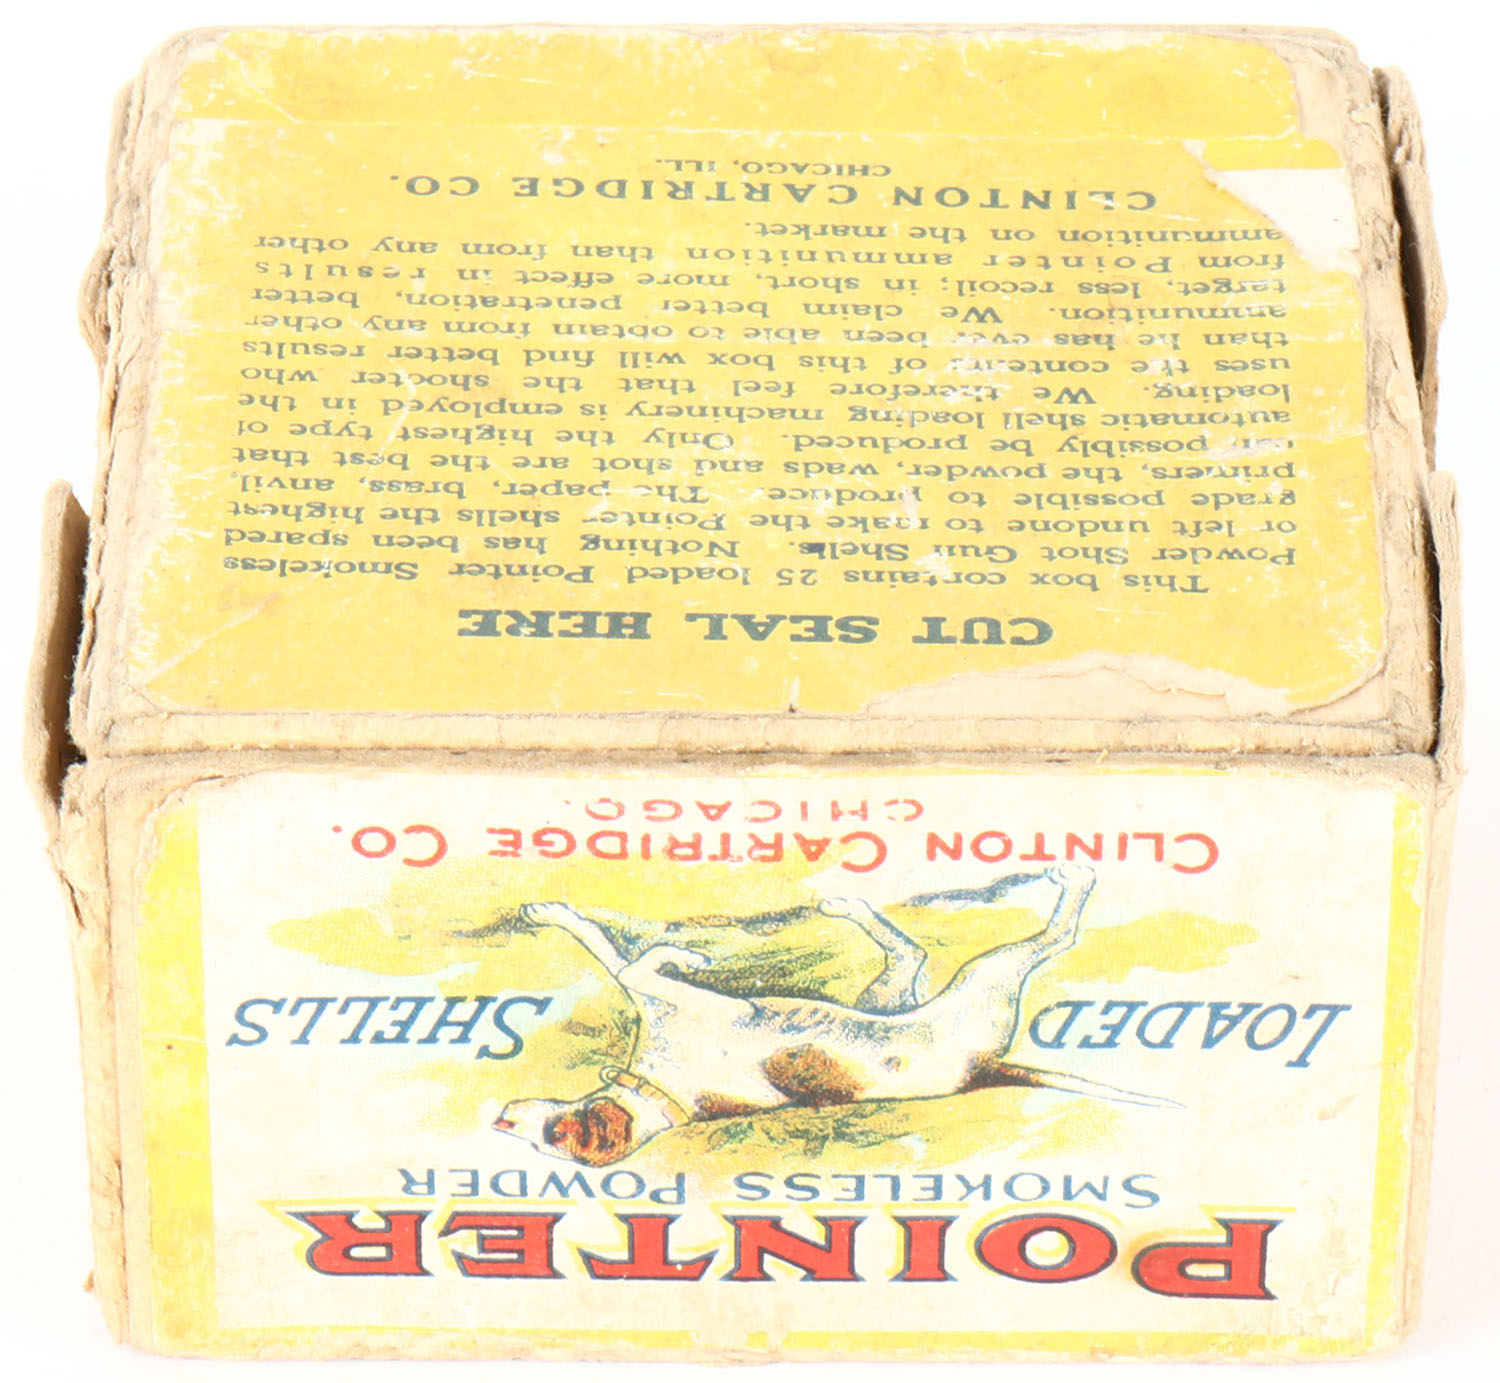 POINTER
SMOKELESS POWDER
LOADED SHELLS
CLINTON CARTRIDGE CO.
CHICAGO.
CUT SEAL HERE
This box contains 25 loaded Pointer Smokeless
Powder Shot Gun Shells. Nothing has been spared
or left undone to make the Pointer shells the highest
grade possible to produce. The paper, brass, anvil,
primers, the powder, wads and shot are the best that
can possibly be produced. Only the highest type of
automatic shell loading machinery is employed in the
loading. We therefore feel that the shooter who
uses the contents of this box will find better results
than he has ever been able to obtain from any other
ammunition. We claim better penetration, better
target, less recoil; in short, more effect in results
from Pointer ammunition than from any other
ammunition on the market.
CLINTON CARTRIDGE CO.
CHICAGO, ILL.